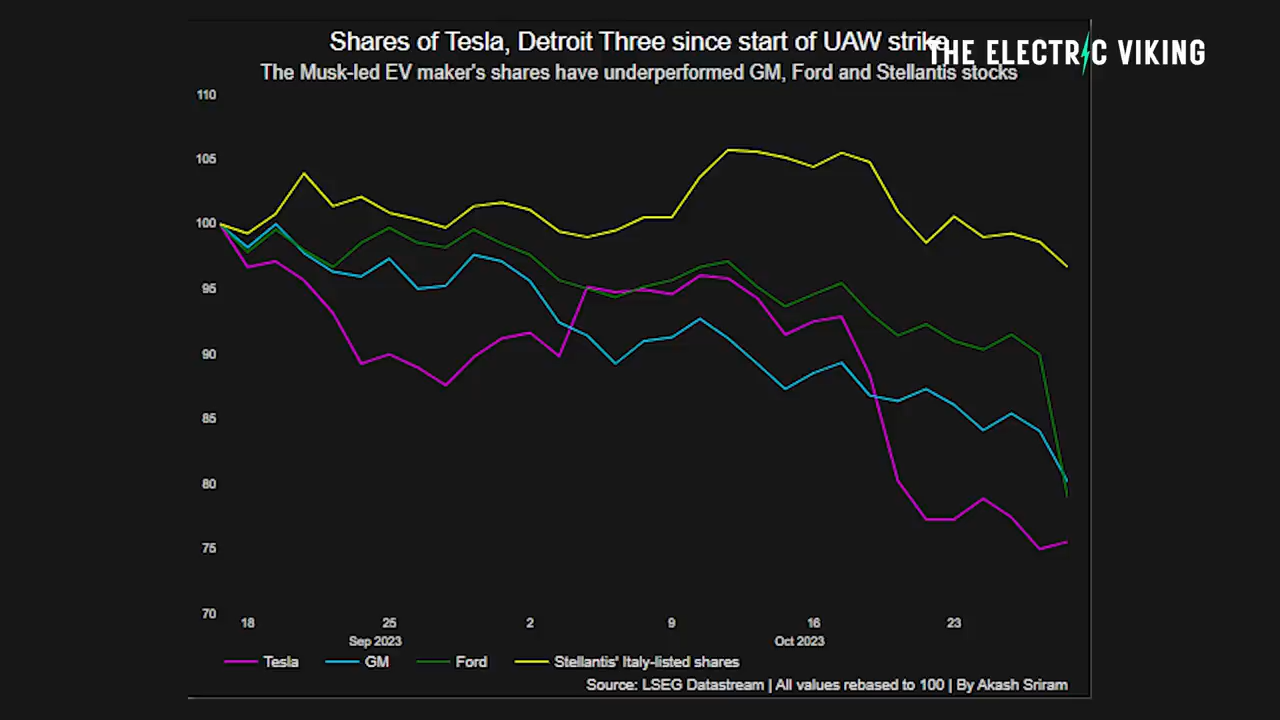 Shares of Tesla, Detroit Three since start of UAW strike
THE ELECTRIC VIKING
The Musk-led EV maker's shares have underperformed GM, Ford and Stellantis stocks
110
105
100
95
90
85
80
75
70
18 25 2 9 16 23
Sep 2023 Oct 2023
Tesla GM Ford Stellantis' Italy-listed shares
Source: LSEG Datastream | All values rebased to 100 | By Akash Sriram